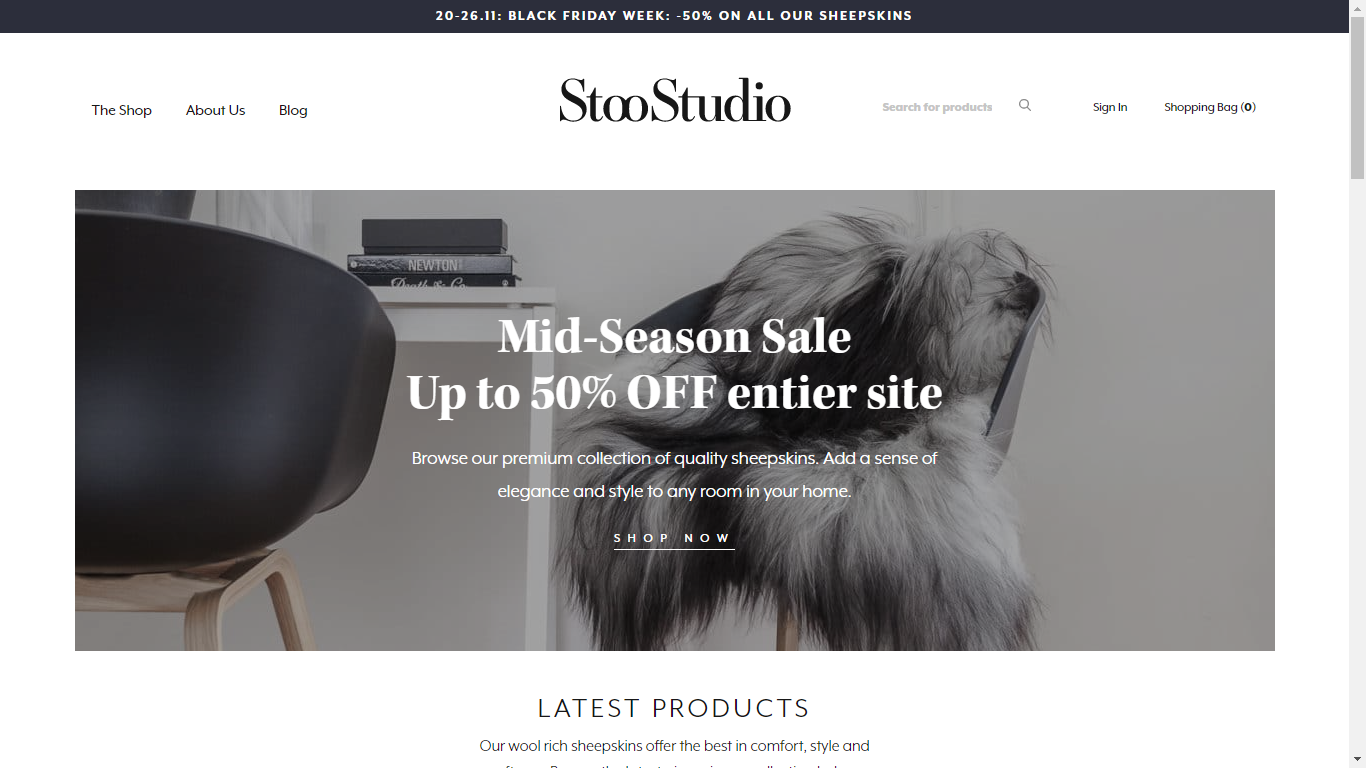 20-26.11: BLACK FRIDAY WEEK: -50% ON ALL OUR SHEEPSKINS
The Shop
About Us
Blog
StooStudio
Search for products
Sign In
Shopping Bag (0)
NEWTON
Death & Co
Mid-Season Sale
Up to 50% OFF entier site
Browse our premium collection of quality sheepskins. Add a sense of
elegance and style to any room in your home.
SHOP NOW
LATEST PRODUCTS
Our wool rich sheepskins offer the best in comfort, style and